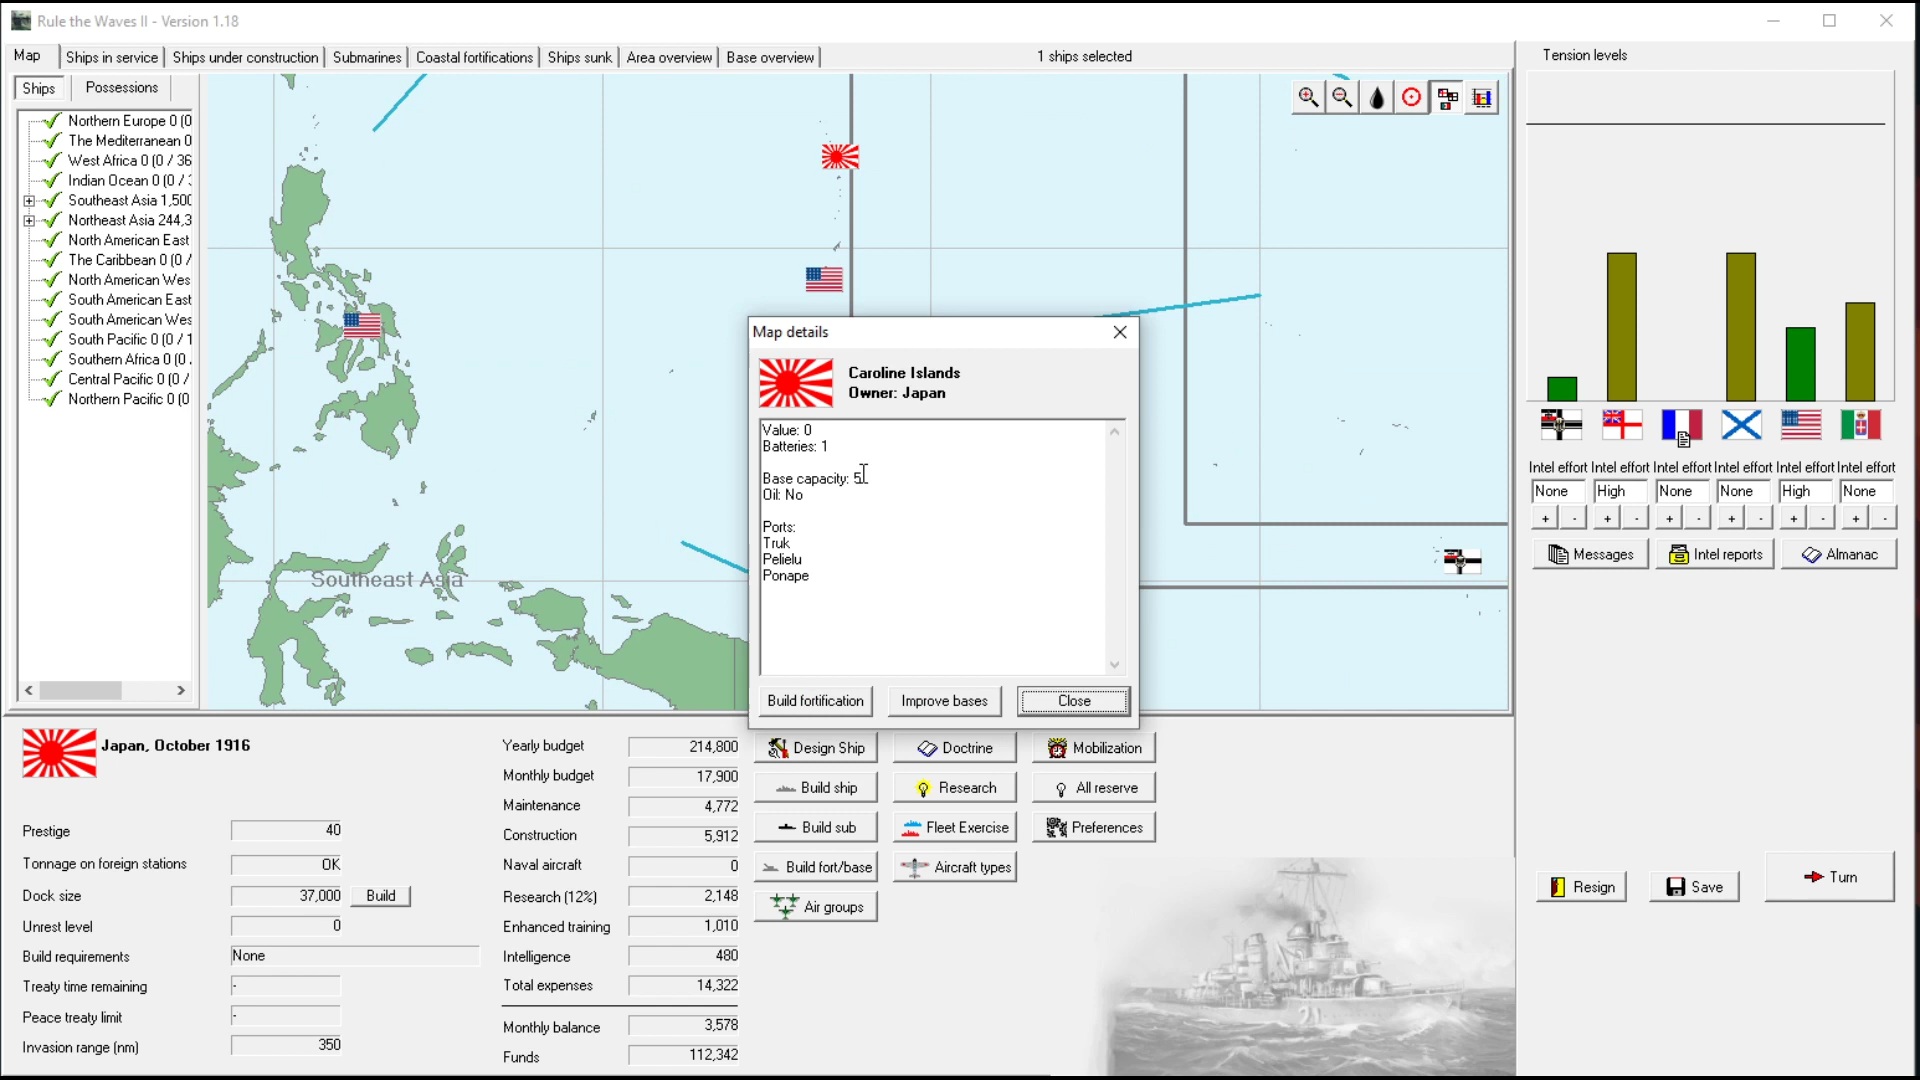 Rule the Waves II - Version 1.18
Map
Ships in service
Ships under construction
Submarines
Coastal fortifications
Ships sunk
Area overview
Base overview
1 ships selected
Tension levels
Ships
Possessions
Northern Europe 0 (0
The Mediterranean 0
West Africa 0 (0 / 36
Indian Ocean 0 (0 / :
Southeast Asia 1,500
Northeast Asia 244,3
North American East
The Caribbean 0 (0 /
North American Wes
South American East
South American Wes
South Pacific 0 (0 / 1
Southern Africa 0 (0 .
Central Pacific 0 (0 /
Northern Pacific 0 (0
Southeast Asia
Map details
Caroline Islands
Owner: Japan
Value: 0
Batteries: 1
Base capacity: 5
Oil: No
Ports:
Truk
Pelielu
Ponape
Build fortification
Improve bases
Close
Intel effort Intel effort Intel effort Intel effort Intel effort Intel effort
None High None None High None
+ - + - + - + - + - + -
Messages
Intel reports
Almanac
Japan, October 1916
Prestige 40
Tonnage on foreign stations OK
Dock size 37,000 Build
Unrest level 0
Build requirements None
Treaty time remaining -
Peace treaty limit -
Invasion range (nm) 350
Yearly budget 214,800
Monthly budget 17,900
Maintenance 4,772
Construction 5,912
Naval aircraft 0
Research (12%) 2,148
Enhanced training 1,010
Intelligence 480
Total expenses 14,322
Monthly balance 3,578
Funds 112,342
Design Ship
Doctrine
Mobilization
Build ship
Research
All reserve
Build sub
Fleet Exercise
Preferences
Build fort/base
Aircraft types
Air groups
Resign
Save
Turn